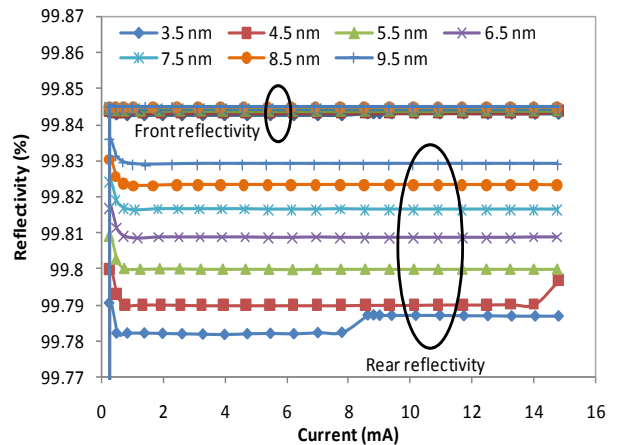 99.87
99.86
99.85
99.84
99.83
99.82
99.81
99.8
99.79
99.78
99.77
Reflectivity (%)
3.5 nm 4.5 nm 5.5 nm 6.5 nm
7.5 nm 8.5 nm 9.5 nm
Front reflectivity
Rear reflectivity
0 2 4 6 8 10 12 14 16
Current (mA)